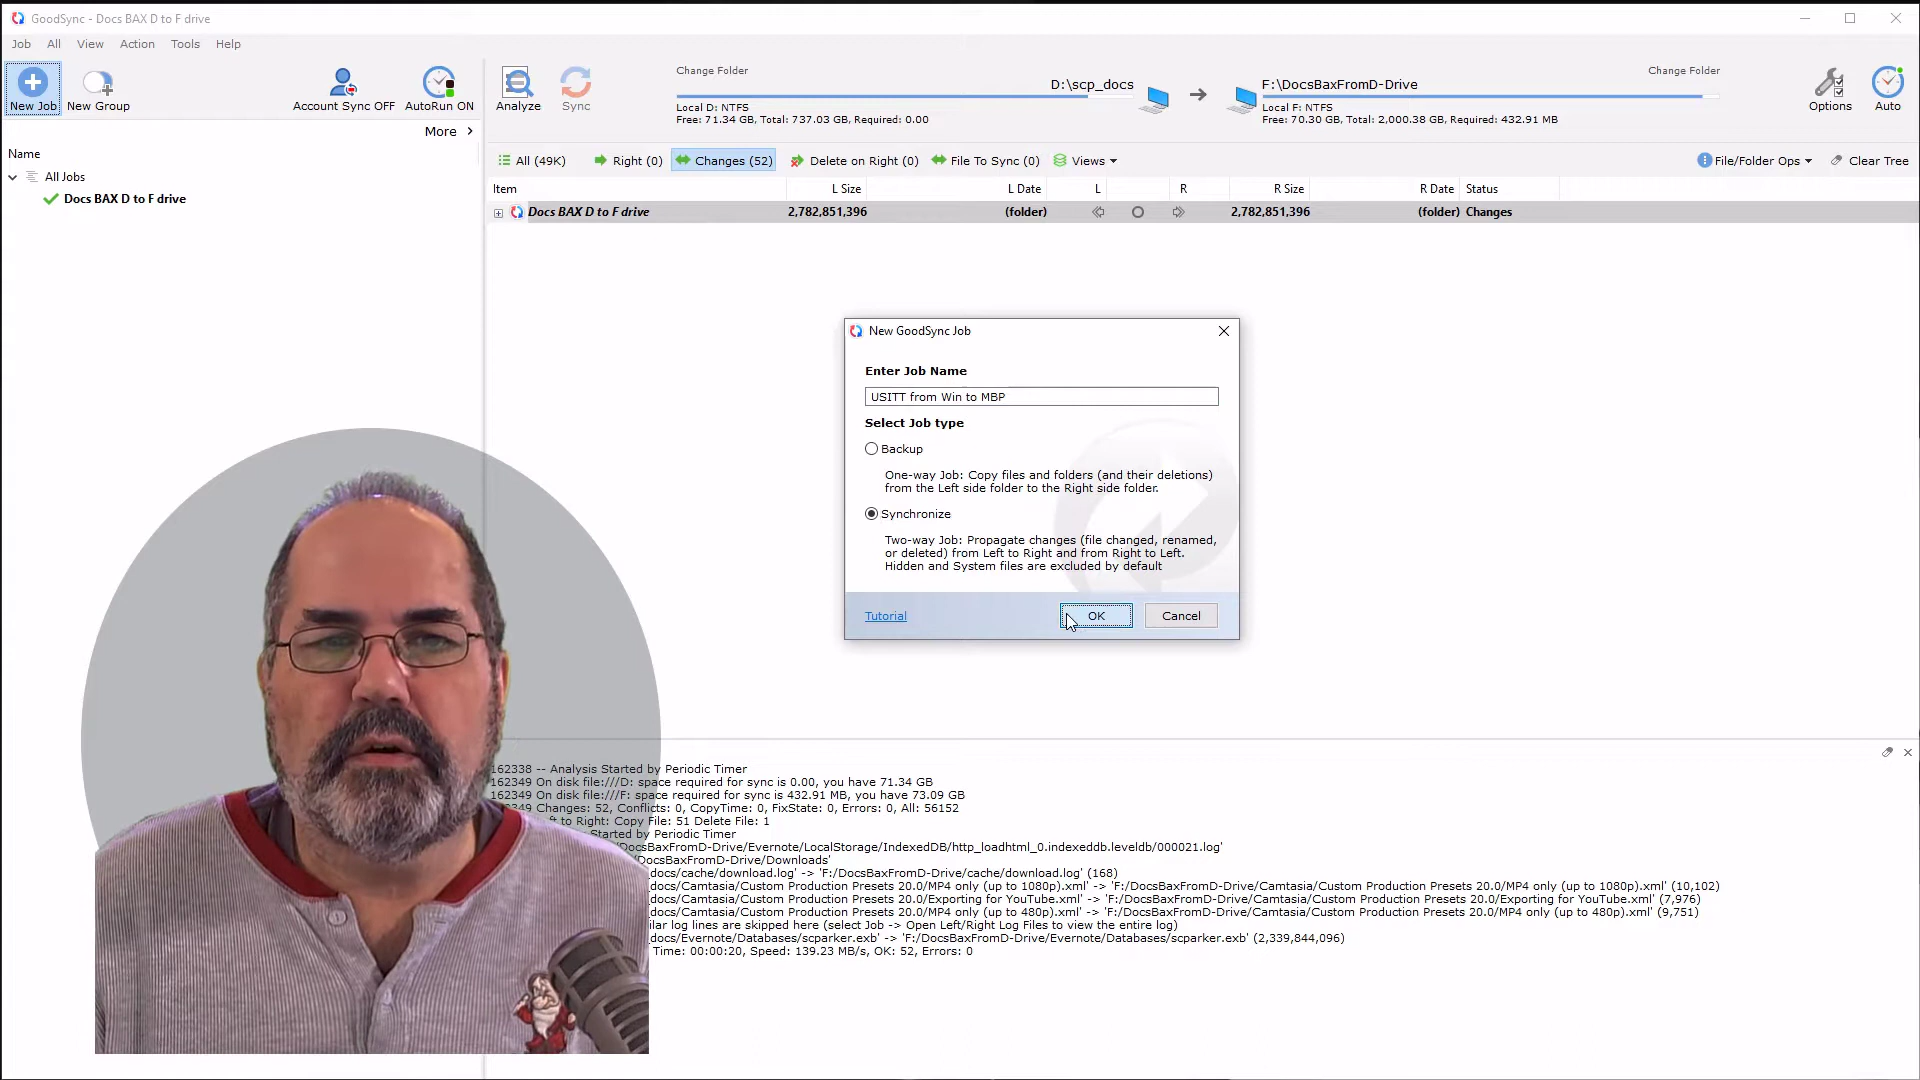 GoodSync - Docs BAX D to F drive
Job All View Action Tools Help
New Job
New Group
Account Sync OFF
AutoRun ON
Analyze
Sync
Change Folder
D:\scp_docs
Local D: NTFS
Free: 71.34 GB, Total: 737.03 GB, Required: 0.00
Change Folder
F:\DocsBaxFromD-Drive
Local F: NTFS
Free: 70.30 GB, Total: 2,000.38 GB, Required: 432.91 MB
Options
Auto
More
Name
All Jobs
Docs BAX D to F drive
All (49K) Right (0) Changes (52) Delete on Right (0) File To Sync (0) Views File/Folder Ops Clear Tree
Item L Size L Date L R R Size R Date Status
Docs BAX D to F drive 2,782,851,396 (folder) 2,782,851,396 (folder) Changes
New GoodSync Job
Enter Job Name
USITT from Win to MBP
Select Job type
Backup
One-way Job: Copy files and folders (and their deletions)
from the Left side folder to the Right side folder.
Synchronize
Two-way Job: Propagate changes (file changed, renamed,
or deleted) from Left to Right and from Right to Left.
Hidden and System files are excluded by default
Tutorial
OK
Cancel
162338 -- Analysis Started by Periodic Timer
162349 On disk file:///D: space required for sync is 0.00, you have 71.34 GB
162349 On disk file:///F: space required for sync is 432.91 MB, you have 73.09 GB
Changes: 52, Conflicts: 0, CopyTime: 0, FixState: 0, Errors: 0, All: 56152
to Right: Copy File: 51 Delete File: 1
Started by Periodic Timer
DocsBaxFromD-Drive/Evernote/LocalStorage/IndexedDB/http_loadhtml_0.indexeddb.leveldb/000021.log'
DocsBaxFromD-Drive/Downloads'
docs/cache/download.log' -> 'F:/DocsBaxFromD-Drive/cache/download.log' (168)
docs/Camtasia/Custom Production Presets 20.0/MP4 only (up to 1080p).xml' -> 'F:/DocsBaxFromD-Drive/Camtasia/Custom Production Presets 20.0/MP4 only (up to 1080p).xml' (10,102)
docs/Camtasia/Custom Production Presets 20.0/Exporting for YouTube.xml' -> 'F:/DocsBaxFromD-Drive/Camtasia/Custom Production Presets 20.0/Exporting for YouTube.xml' (7,976)
docs/Camtasia/Custom Production Presets 20.0/MP4 only (up to 480p).xml' -> 'F:/DocsBaxFromD-Drive/Camtasia/Custom Production Presets 20.0/MP4 only (up to 480p).xml' (9,751)
log lines are skipped here (select Job -> Open Left/Right Log Files to view the entire log)
docs/Evernote/Databases/scparker.exb' -> 'F:/DocsBaxFromD-Drive/Evernote/Databases/scparker.exb' (2,339,844,096)
Time: 00:00:20, Speed: 139.23 MB/s, OK: 52, Errors: 0